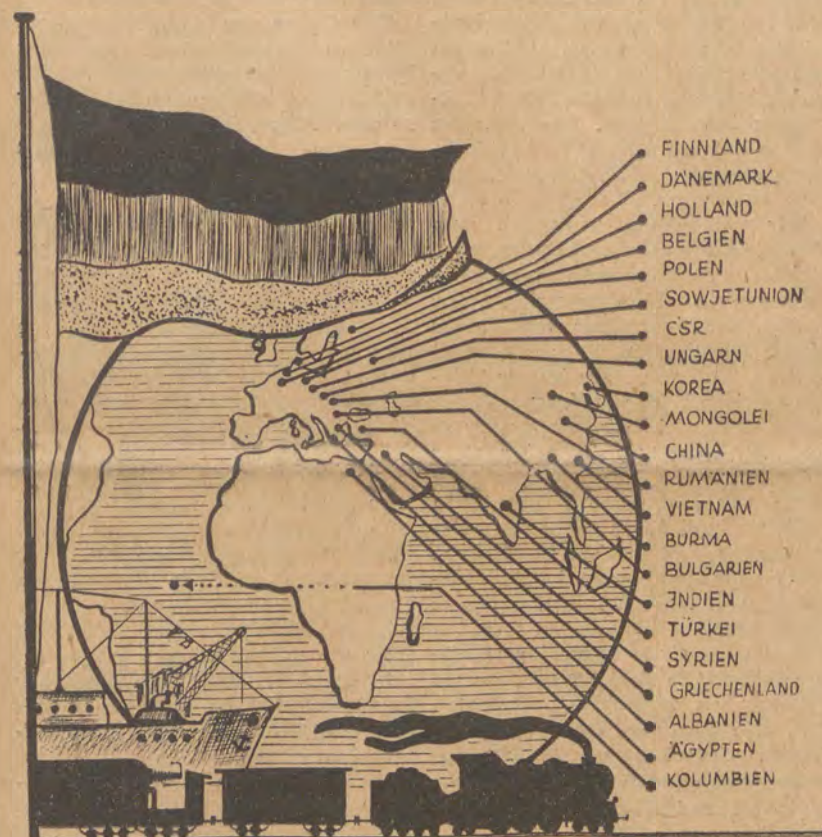 FINNLAND
DÄNEMARK
HOLLAND
BELGIEN
POLEN
SOWJETUNION
CSR
UNGARN
KOREA
MONGOLEI
CHINA
RUMÄNIEN
VIETNAM
BURMA
BULGARIEN
JNDIEN
TÜRKEI
SYRIEN
GRIECHENLAND
ALBANIEN
ÄGYPTEN
KOLUMBIEN